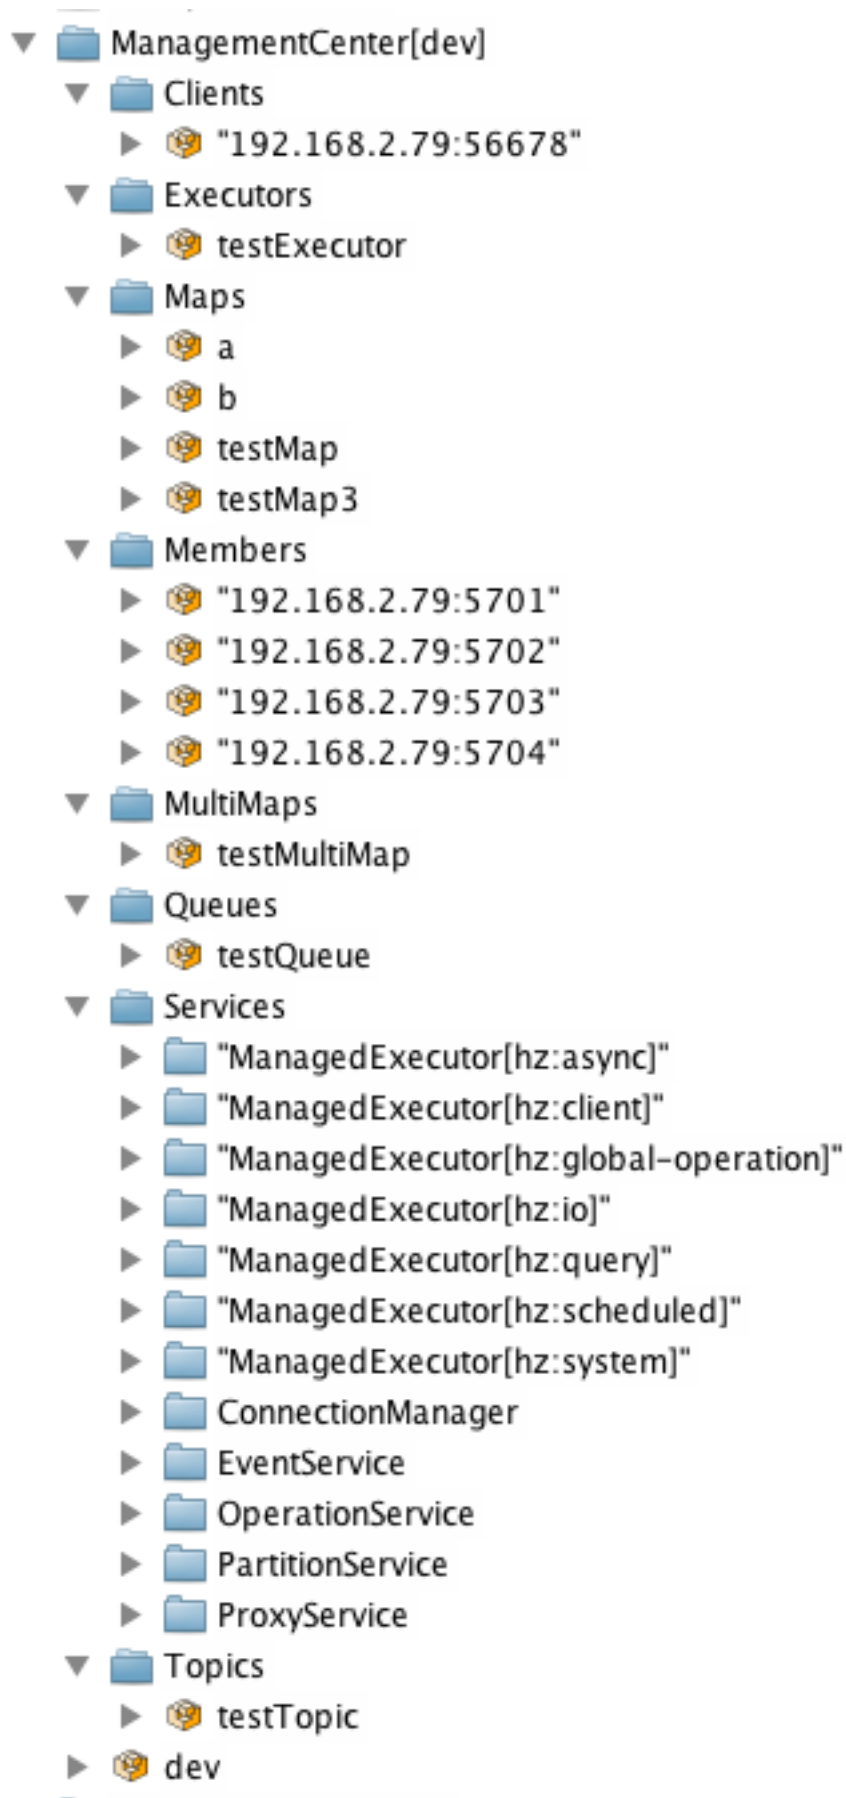 ManagementCenter[dev]
Clients
"192.168.2.79:56678"
Executors
testExecutor
Maps
a
b
testMap
testMap3
Members
"192.168.2.79:5701"
"192.168.2.79:5702"
"192.168.2.79:5703"
"192.168.2.79:5704"
MultiMaps
testMultiMap
Queues
testQueue
Services
"ManagedExecutor[hz:async]"
"ManagedExecutor[hz:client]"
"ManagedExecutor[hz:global-operation]"
"ManagedExecutor[hz:io]"
"ManagedExecutor[hz:query]"
"ManagedExecutor[hz:scheduled]"
"ManagedExecutor[hz:system]"
ConnectionManager
EventService
OperationService
PartitionService
ProxyService
Topics
testTopic
dev